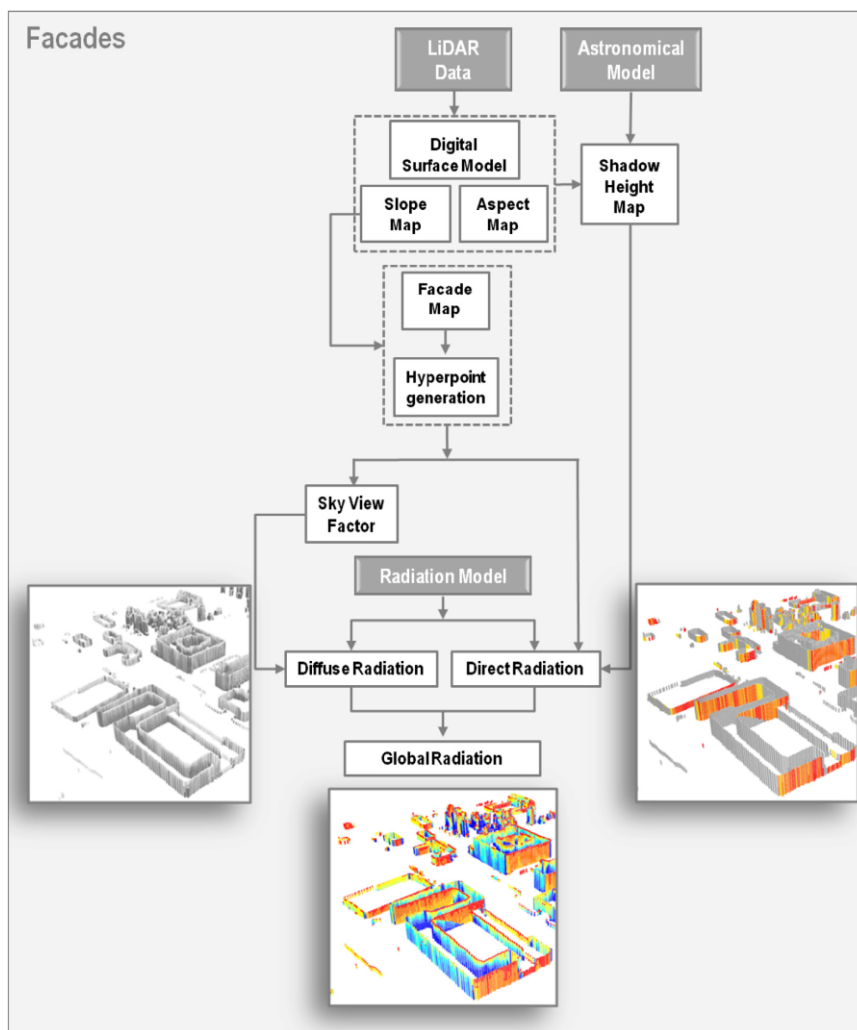 Facades
LiDAR
Data
Astronomical
Model
Digital
Surface Model
Slope
Map
Aspect
Map
Shadow
Height
Map
Facade
Map
Hyperpoint
generation
Sky View
Factor
Radiation Model
Diffuse Radiation
Direct Radiation
Global Radiation